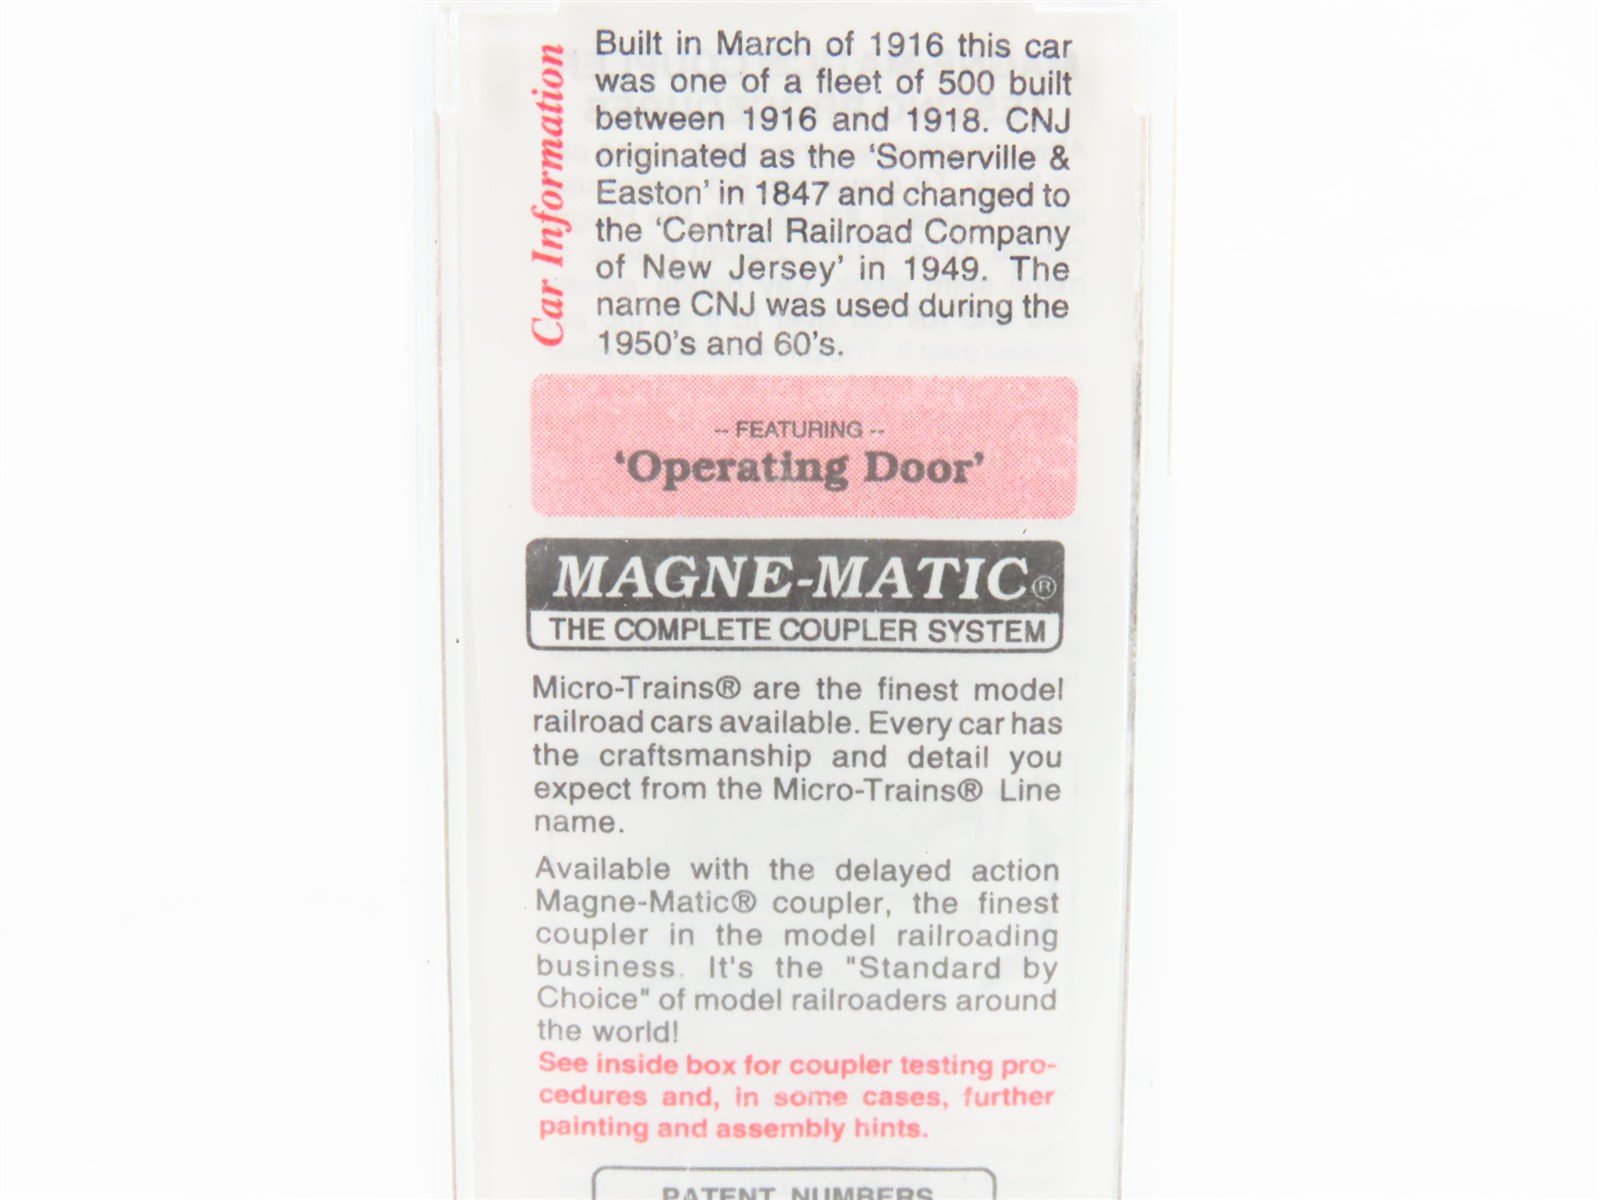 Car Information
Built in March of 1916 this car
was one of a fleet of 500 built
between 1916 and 1918. CNJ
originated as the ‘Somerville &
Easton’ in 1847 and changed to
the ‘Central Railroad Company
of New Jersey’ in 1949. The
name CNJ was used during the
1950’s and 60’s.
-- FEATURING --
‘Operating Door’
MAGNE-MATIC®
THE COMPLETE COUPLER SYSTEM
Micro-Trains® are the finest model
railroad cars available. Every car has
the craftsmanship and detail you
expect from the Micro-Trains® Line
name.
Available with the delayed action
Magne-Matic® coupler, the finest
coupler in the model railroading
business. It's the "Standard by
Choice" of model railroaders around
the world!
See inside box for coupler testing pro-
cedures and, in some cases, further
painting and assembly hints.
PATENT NUMBERS